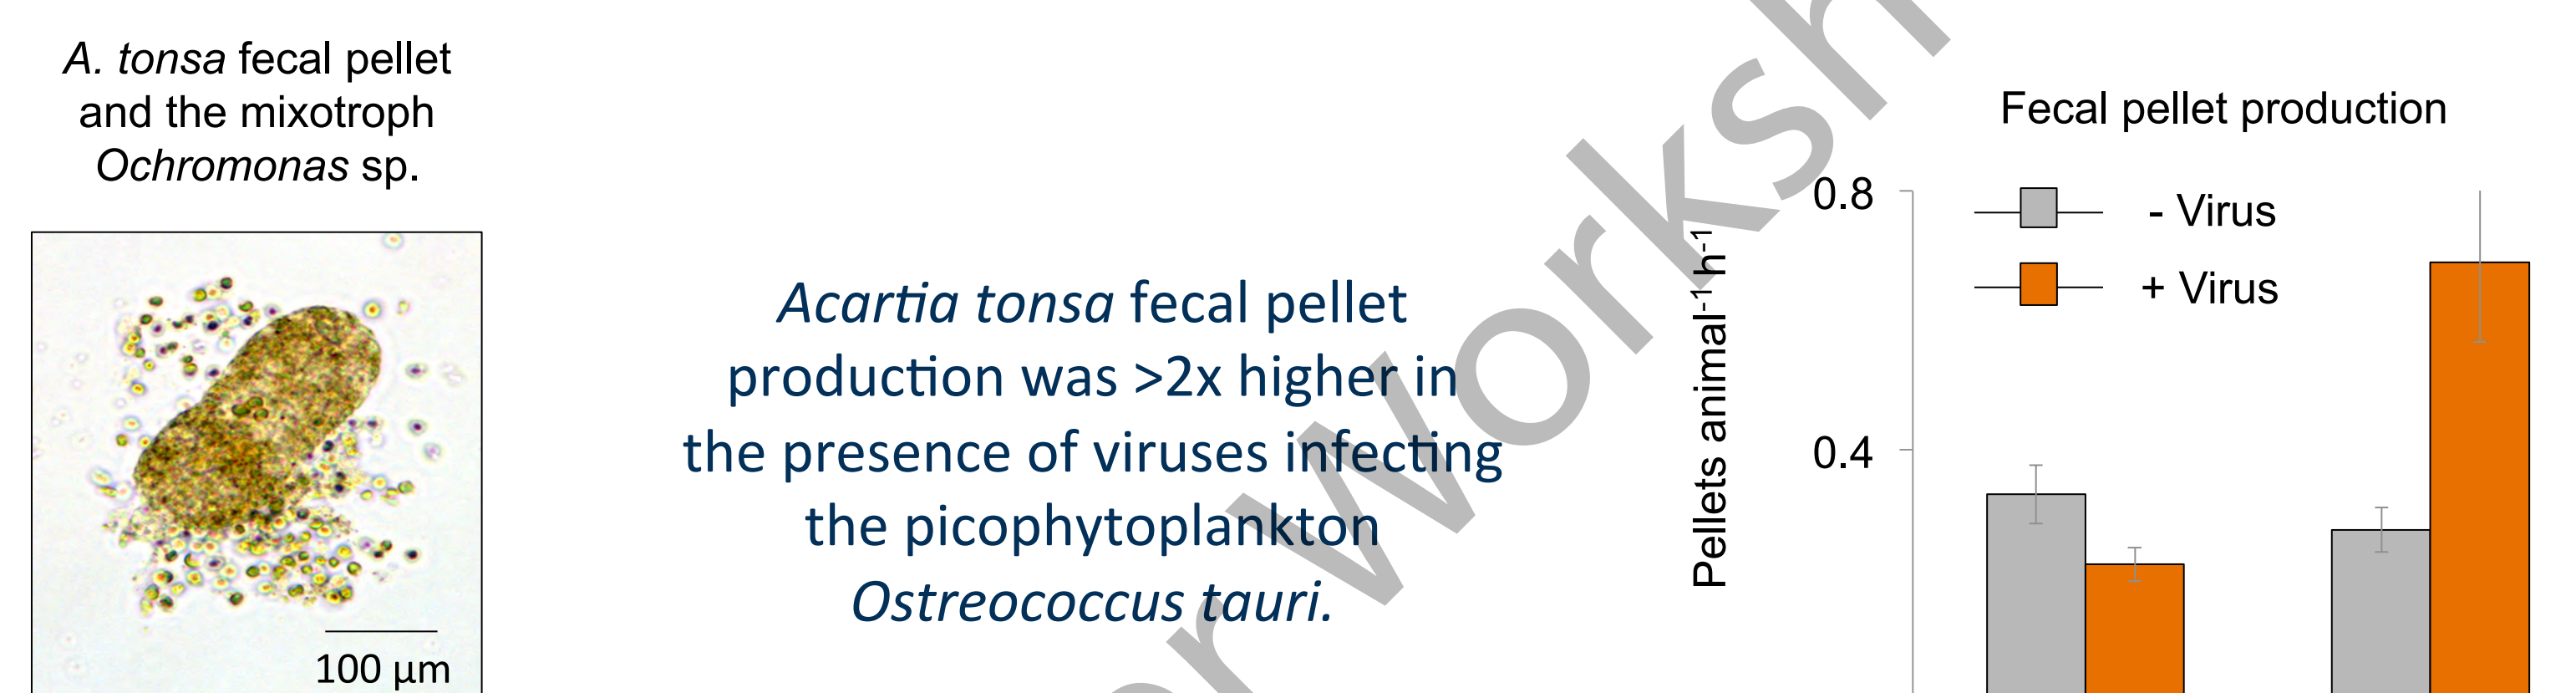 A. tonsa fecal pellet
and the mixotroph
Ochromonas sp.
100 µm
Acartia tonsa fecal pellet
production was >2x higher in
the presence of viruses infecting
the picophytoplankton
Ostreococcus tauri.
Fecal pellet production
Pellets animal⁻¹h⁻¹
0.8
0.4
- Virus
+ Virus
r Worksh